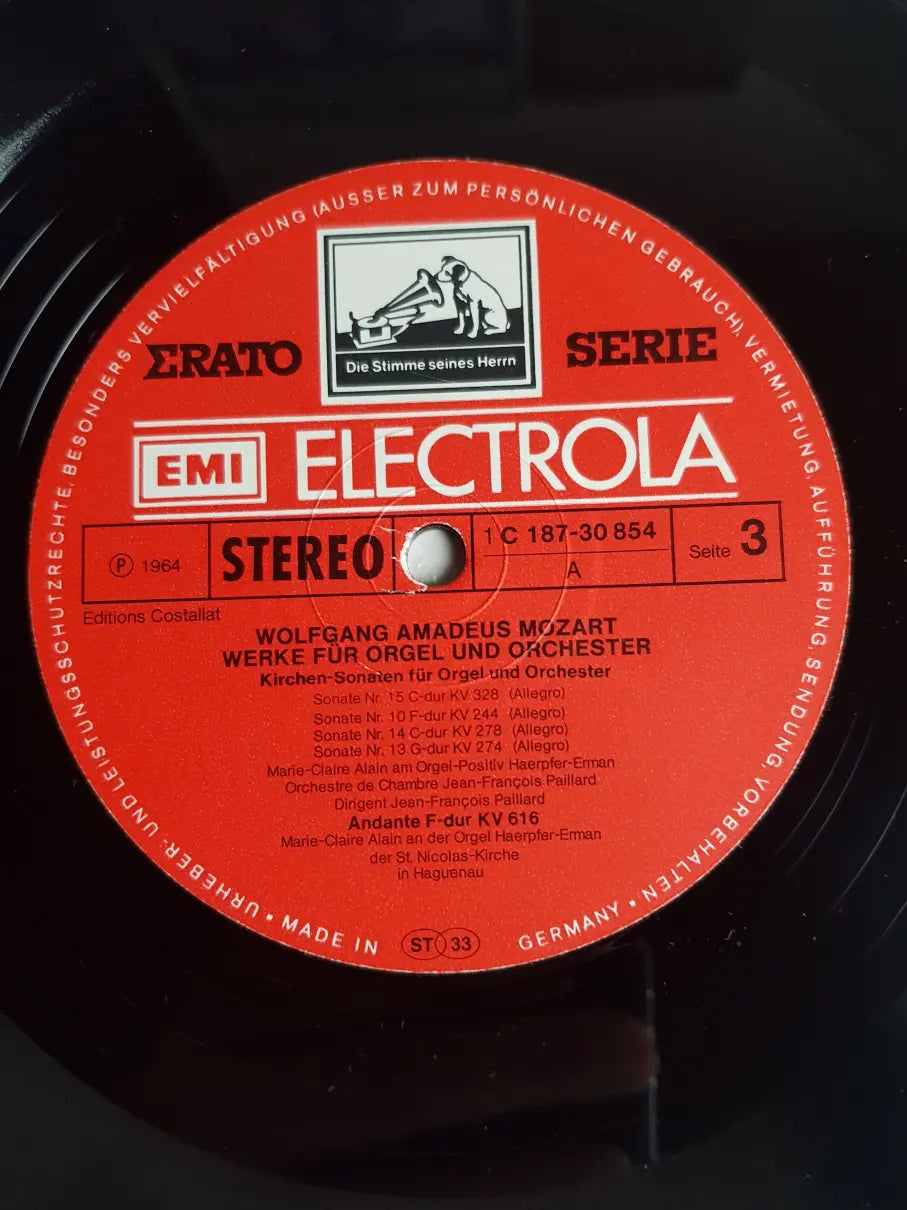 URHEBER- UND LEISTUNGSSCHUTZRECHTE, BESONDERS VERVIELFÄLTIGUNG (AUSSER ZUM PERSÖNLICHEN GEBRAUCH), VERMIETUNG, AUFFÜHRUNG, SENDUNG, VORBEHALTEN •
ΣRATO
Die Stimme seines Herrn
SERIE
EMI ELECTROLA
℗ 1964
STEREO
1 C 187-30 854
A
Seite 3
Editions Costallat
WOLFGANG AMADEUS MOZART
WERKE FÜR ORGEL UND ORCHESTER
Kirchen-Sonaten für Orgel und Orchester
Sonate Nr. 15 C-dur KV 328 (Allegro)
Sonate Nr. 10 F-dur KV 244 (Allegro)
Sonate Nr. 14 C-dur KV 278 (Allegro)
Sonate Nr. 13 G-dur KV 274 (Allegro)
Marie-Claire Alain am Orgel-Positiv Haerpfer-Erman
Orchestre de Chambre Jean-François Paillard
Dirigent Jean-François Paillard
Andante F-dur KV 616
Marie-Claire Alain an der Orgel Haerpfer-Erman
der St. Nicolas-Kirche
in Haguenau
• MADE IN
ST 33
GERMANY •